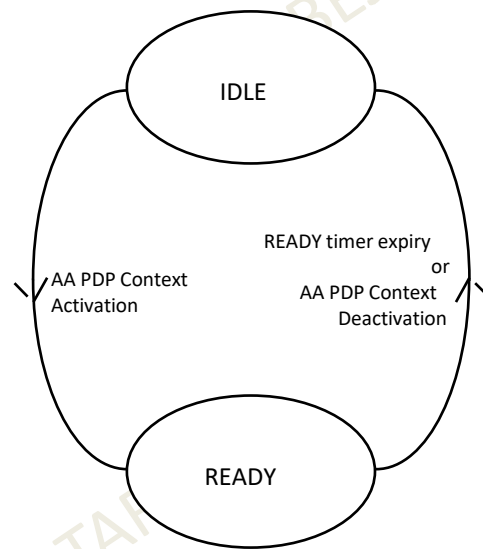 IDLE
READY timer expiry
or
AA PDP Context
Deactivation
AA PDP Context
Activation
READY